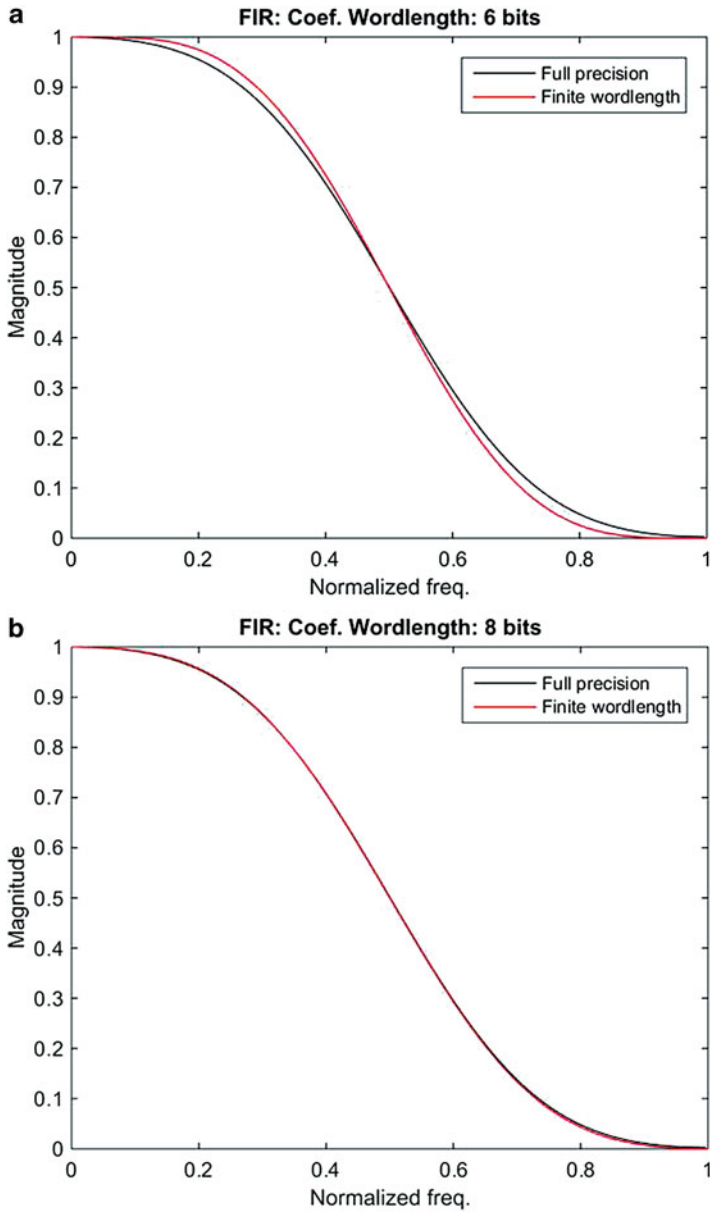 a
FIR: Coef. Wordlength: 6 bits
Full precision
Finite wordlength
Magnitude
1
0.9
0.8
0.7
0.6
0.5
0.4
0.3
0.2
0.1
0
0 0.2 0.4 0.6 0.8 1
Normalized freq.
b
FIR: Coef. Wordlength: 8 bits
Full precision
Finite wordlength
Magnitude
1
0.9
0.8
0.7
0.6
0.5
0.4
0.3
0.2
0.1
0
0 0.2 0.4 0.6 0.8 1
Normalized freq.